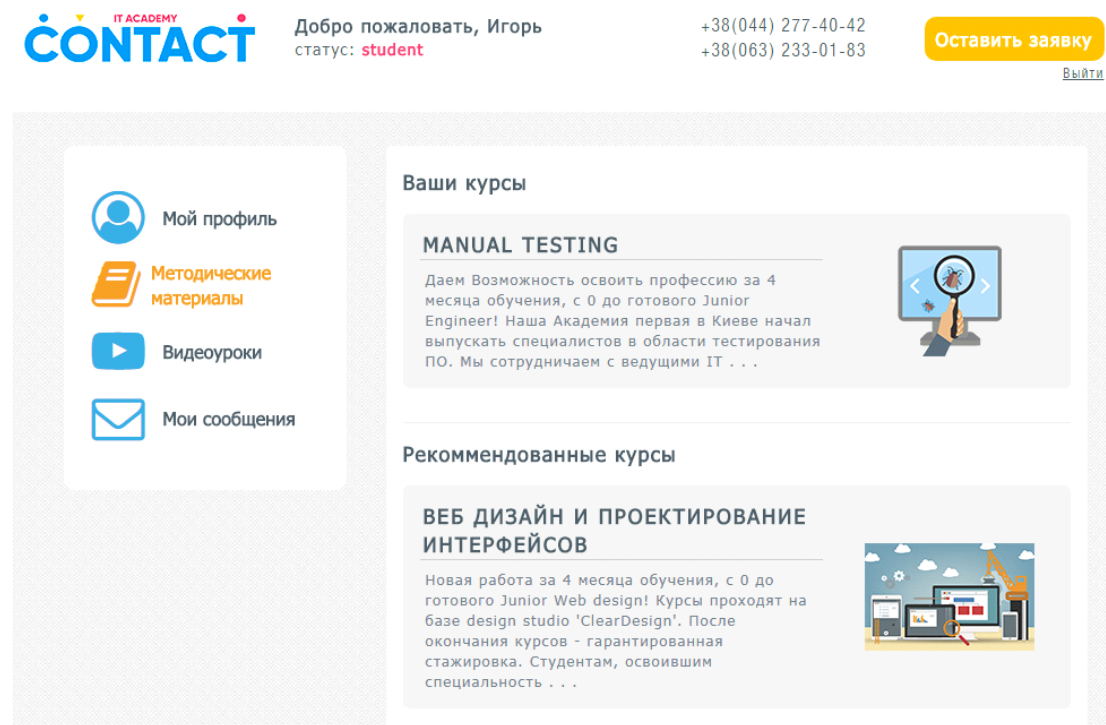 IT ACADEMY
CONTACT
Добро пожаловать, Игорь
статус: student
+38(044) 277-40-42
+38(063) 233-01-83
Оставить заявку
Выйти
Мой профиль
Методические
материалы
Видеоуроки
Мои сообщения
Ваши курсы
MANUAL TESTING
Даем Возможность освоить профессию за 4
месяца обучения, с 0 до готового Junior
Engineer! Наша Академия первая в Киеве начал
выпускать специалистов в области тестирования
ПО. Мы сотрудничаем с ведущими IT . . .
Рекоммендованные курсы
ВЕБ ДИЗАЙН И ПРОЕКТИРОВАНИЕ
ИНТЕРФЕЙСОВ
Новая работа за 4 месяца обучения, с 0 до
готового Junior Web design! Курсы проходят на
базе design studio 'ClearDesign'. После
окончания курсов - гарантированная
стажировка. Студентам, освоившим
специальность . . .